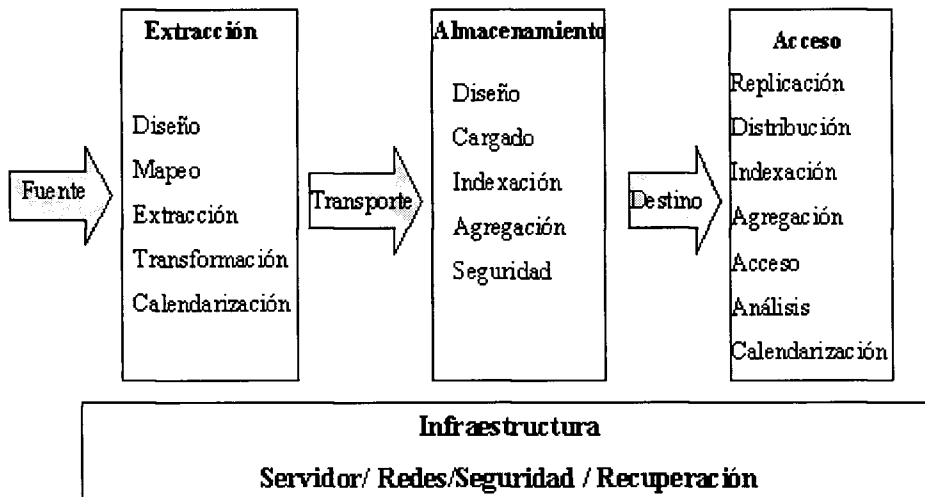 Fuente
Extracción
Diseño
Mapeo
Extracción
Transformación
Calendarización
Transporte
Almacenamiento
Diseño
Cargado
Indexación
Agregación
Seguridad
Destino
Acceso
Replicación
Distribución
Indexación
Agregación
Acceso
Análisis
Calendarización
Infraestructura
Servidor/ Redes/Seguridad / Recuperación